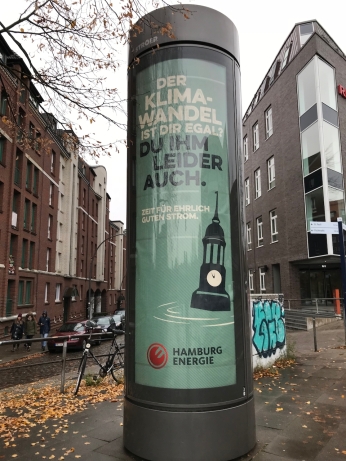 DER
KLIMA-
WANDEL
IST DIR EGAL?
DU IHM
LEIDER
AUCH.
ZEIT FÜR EHRLICH
GUTEN STROM.
HAMBURG
ENERGIE